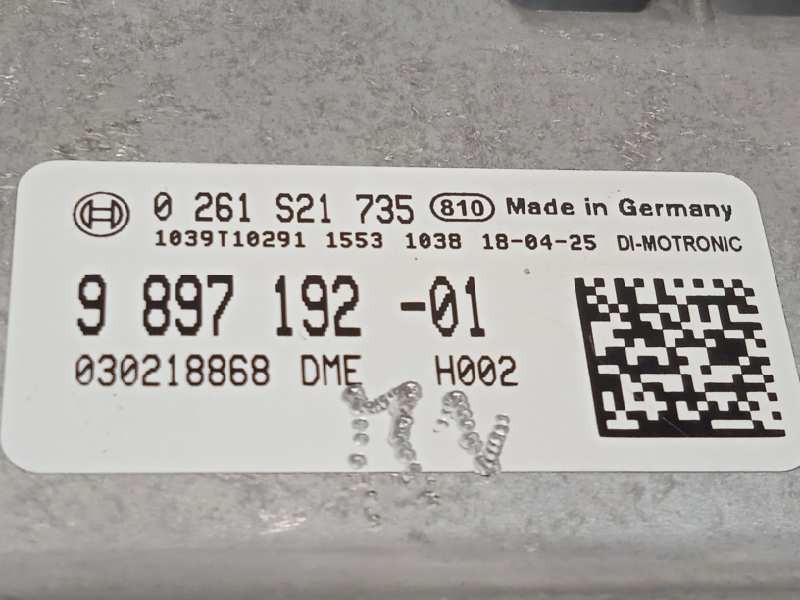 0 261 S21 735 810 Made in Germany
1039T10291 1553 1038 18-04-25 DI-MOTRONIC
9 897 192 -01
030218868 DME H002